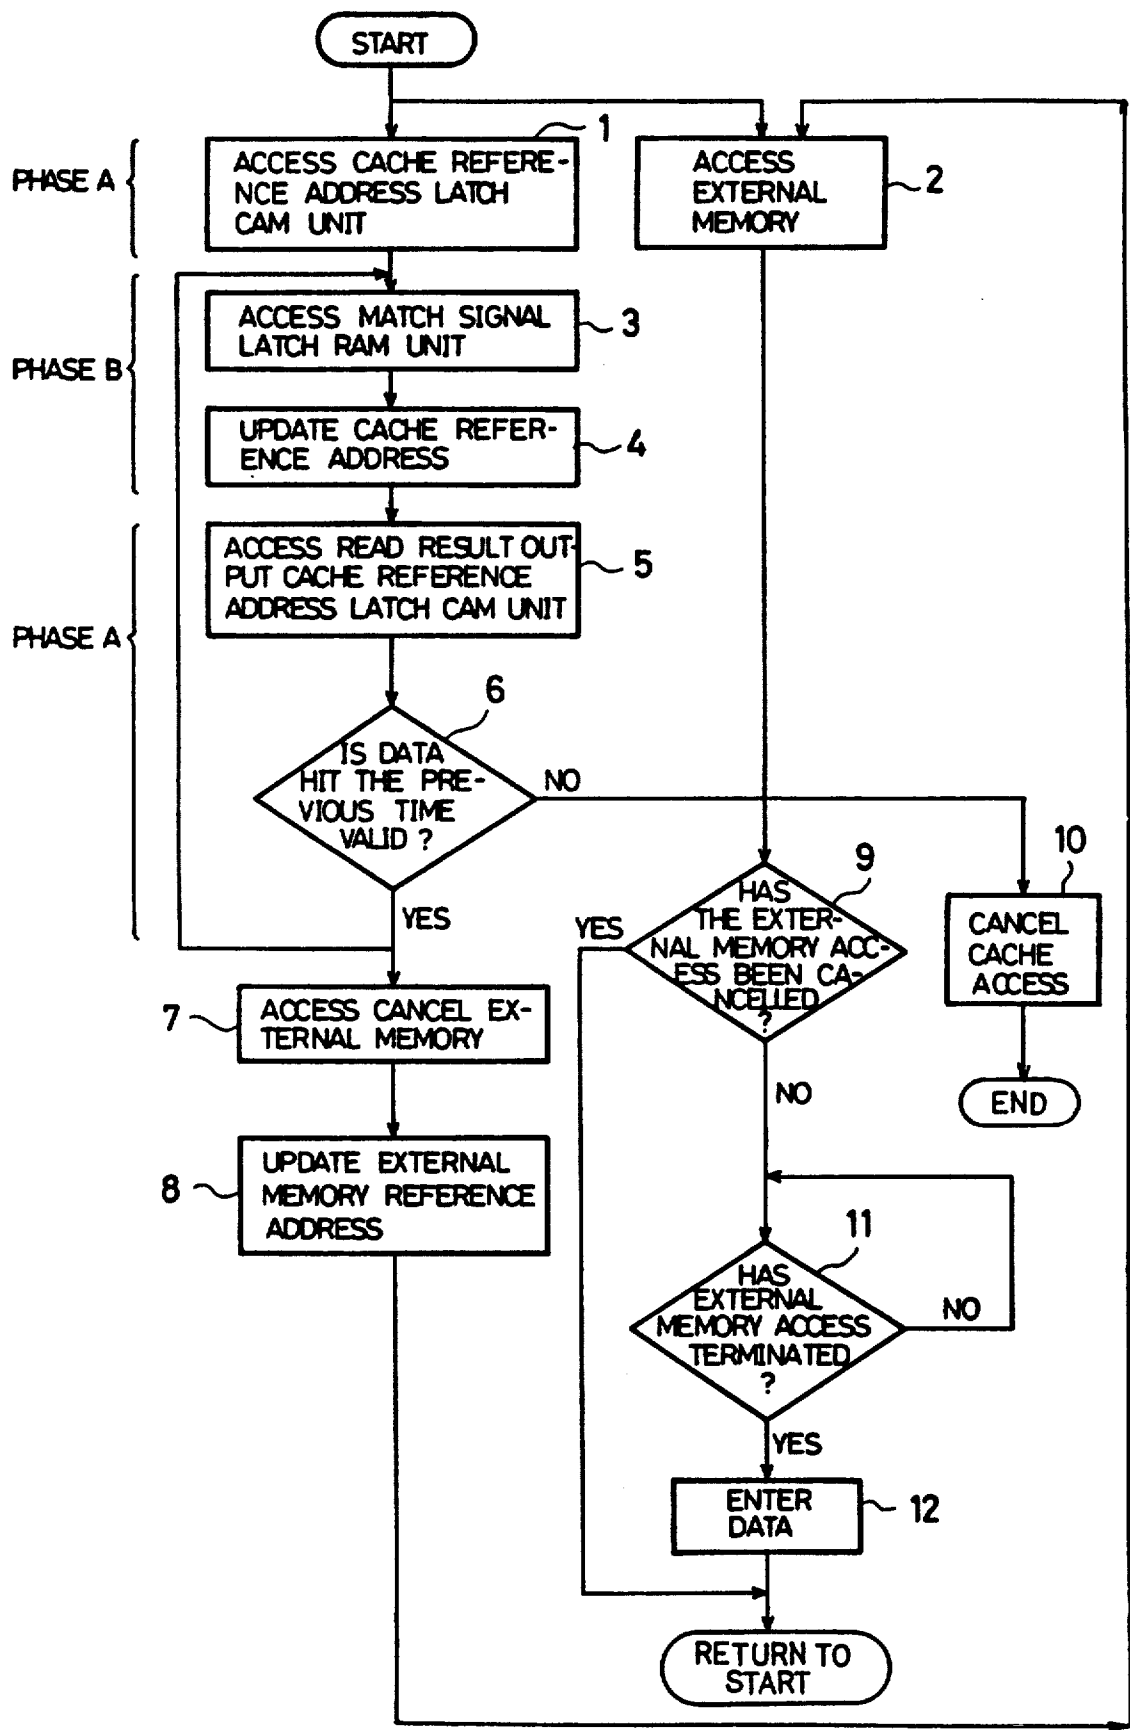 START
PHASE A
1
ACCESS CACHE REFERE-
NCE ADDRESS LATCH
CAM UNIT
2
ACCESS
EXTERNAL
MEMORY
PHASE B
3
ACCESS MATCH SIGNAL
LATCH RAM UNIT
4
UPDATE CACHE REFER-
ENCE ADDRESS
PHASE A
5
ACCESS READ RESULT OUT-
PUT CACHE REFERENCE
ADDRESS LATCH CAM UNIT
6
IS DATA
HIT THE PRE-
VIOUS TIME
VALID ?
NO
YES
7
ACCESS CANCEL EX-
TERNAL MEMORY
8
UPDATE EXTERNAL
MEMORY REFERENCE
ADDRESS
9
HAS
THE EXTER-
NAL MEMORY ACC-
ESS BEEN CA-
NCELLED
?
YES
NO
10
CANCEL
CACHE
ACCESS
END
11
HAS
EXTERNAL
MEMORY ACCESS
TERMINATED
?
NO
YES
12
ENTER
DATA
RETURN TO
START